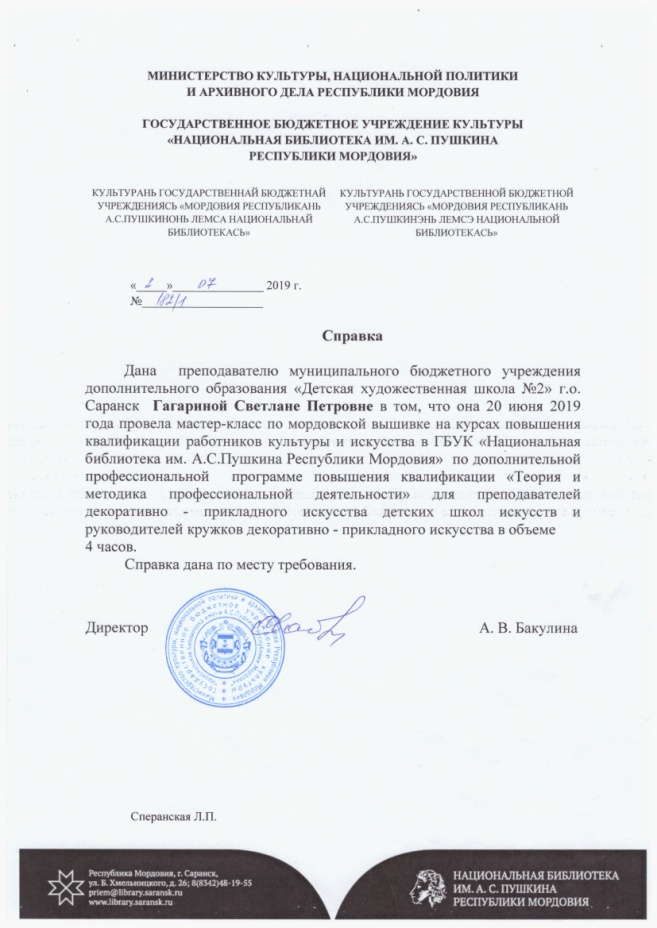 МИНИСТЕРСТВО КУЛЬТУРЫ, НАЦИОНАЛЬНОЙ ПОЛИТИКИ
И АРХИВНОГО ДЕЛА РЕСПУБЛИКИ МОРДОВИЯ
ГОСУДАРСТВЕННОЕ БЮДЖЕТНОЕ УЧРЕЖДЕНИЕ КУЛЬТУРЫ
«НАЦИОНАЛЬНАЯ БИБЛИОТЕКА ИМ. А. С. ПУШКИНА
РЕСПУБЛИКИ МОРДОВИЯ»
КУЛЬТУРАНЬ ГОСУДАРСТВЕННАЙ БЮДЖЕТНАЙ
УЧРЕЖДЕНИЯСЬ «МОРДОВИЯ РЕСПУБЛИКАНЬ
А.С.ПУШКИНОНЬ ЛЕМСА НАЦИОНАЛЬНАЙ
БИБЛИОТЕКАСЬ»
КУЛЬТУРАНЬ ГОСУДАРСТВЕННОЙ БЮДЖЕТНОЙ
УЧРЕЖДЕНИЯСЬ «МОРДОВИЯ РЕСПУБЛИКАНЬ
А.С.ПУШКИНЭНЬ ЛЕМСЭ НАЦИОНАЛЬНОЙ
БИБЛИОТЕКАСЬ»
« 2 » 07 2019 г.
№ 182/1
Справка
Дана преподавателю муниципального бюджетного учреждения
дополнительного образования «Детская художественная школа №2» г.о.
Саранск Гагариной Светлане Петровне в том, что она 20 июня 2019
года провела мастер-класс по мордовской вышивке на курсах повышения
квалификации работников культуры и искусства в ГБУК «Национальная
библиотека им. А.С.Пушкина Республики Мордовия» по дополнительной
профессиональной программе повышения квалификации «Теория и
методика профессиональной деятельности» для преподавателей
декоративно - прикладного искусства детских школ искусств и
руководителей кружков декоративно - прикладного искусства в объеме
4 часов.
Справка дана по месту требования.
Директор А. В. Бакулина
Сперанская Л.П.
Республика Мордовия, г. Саранск,
ул. Б. Хмельницкого, д. 26; 8(8342)48-19-55
priem@library.saransk.ru
www.library.saransk.ru
НАЦИОНАЛЬНАЯ БИБЛИОТЕКА
ИМ. А. С. ПУШКИНА
РЕСПУБЛИКИ МОРДОВИЯ